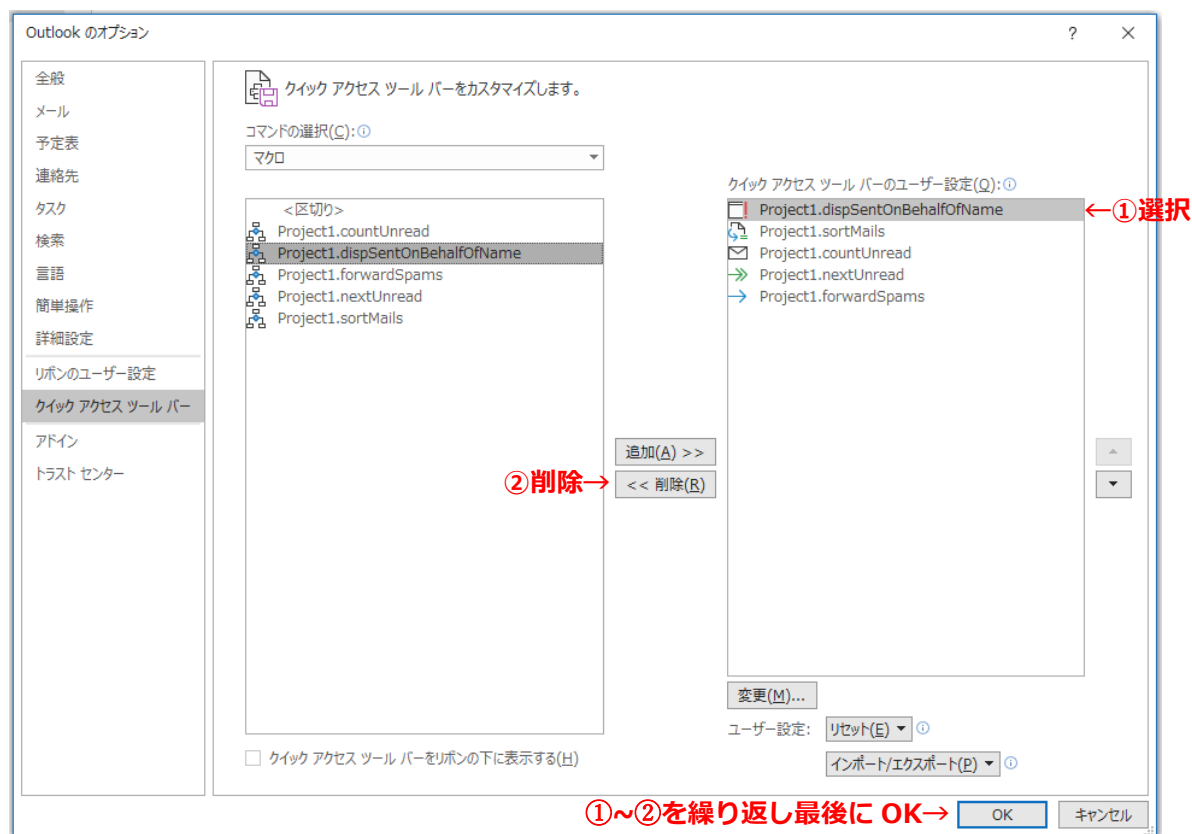 Outlook のオプション
?
全般
メール
予定表
連絡先
タスク
検索
言語
簡単操作
詳細設定
リボンのユーザー設定
クイック アクセス ツール バー
アドイン
トラスト センター
クイック アクセス ツール バーをカスタマイズします。
コマンドの選択(C):
マクロ
<区切り>
Project1.countUnread
Project1.dispSentOnBehalfOfName
Project1.forwardSpams
Project1.nextUnread
Project1.sortMails
追加(A) >>
②削除→
<< 削除(R)
クイック アクセス ツール バーのユーザー設定(Q):
Project1.dispSentOnBehalfOfName
←①選択
Project1.sortMails
Project1.countUnread
Project1.nextUnread
Project1.forwardSpams
変更(M)...
ユーザー設定: リセット(E)
インポート/エクスポート(P)
クイック アクセス ツール バーをリボンの下に表示する(H)
①~②を繰り返し最後に OK→
OK
キャンセル